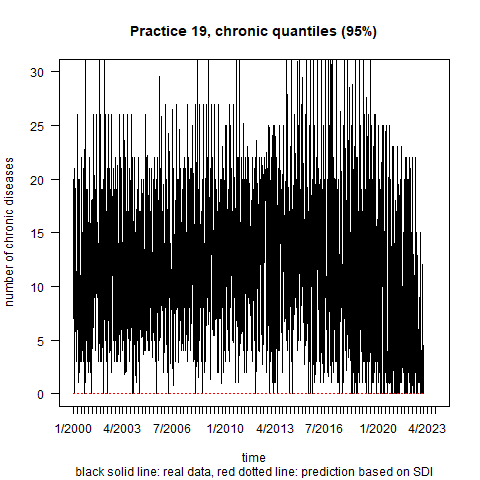 Practice 19, chronic quantiles (95%)
number of chronic diseases
30
25
20
15
10
5
0
1/2000 4/2003 7/2006 1/2010 4/2013 7/2016 1/2020 4/2023
time
black solid line: real data, red dotted line: prediction based on SDI